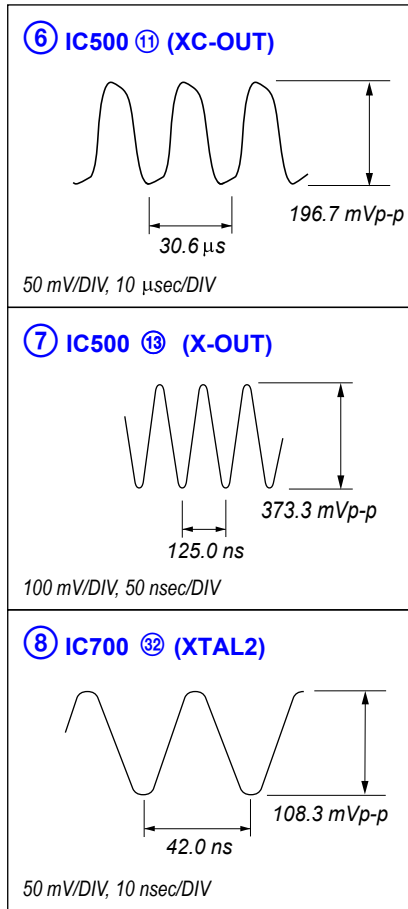 ⑥ IC500 ⑪ (XC-OUT)
196.7 mVp-p
30.6 µs
50 mV/DIV, 10 µsec/DIV
⑦ IC500 ⑬ (X-OUT)
373.3 mVp-p
125.0 ns
100 mV/DIV, 50 nsec/DIV
⑧ IC700 ㉜ (XTAL2)
108.3 mVp-p
42.0 ns
50 mV/DIV, 10 nsec/DIV